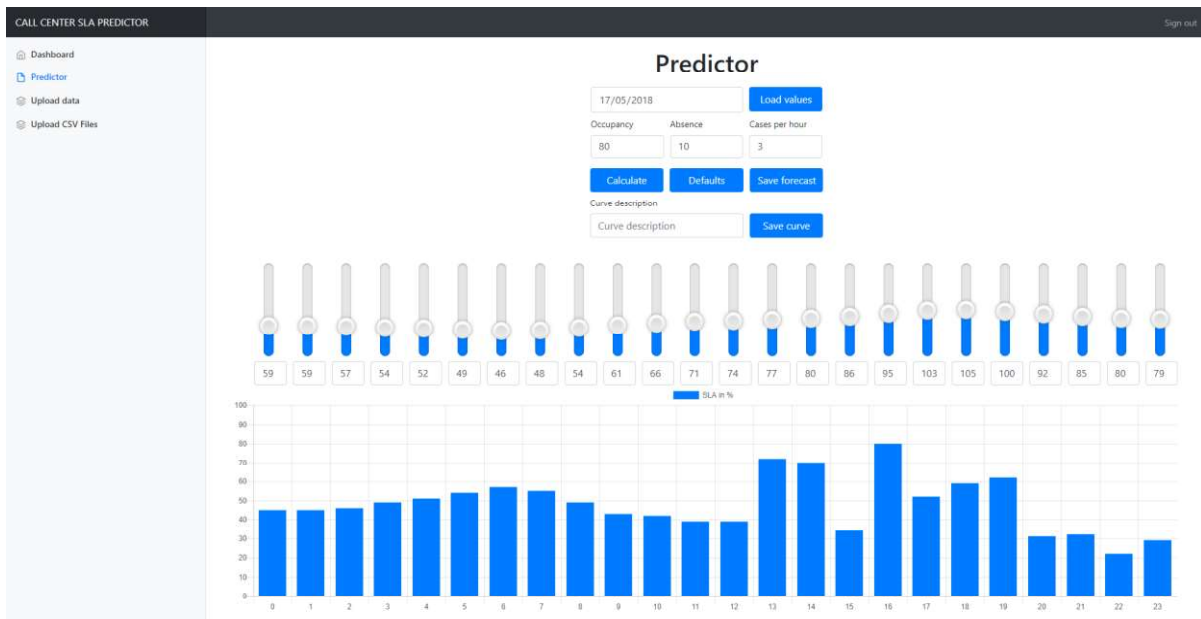 CALL CENTER SLA PREDICTOR
Sign out
Dashboard
Predictor
Upload data
Upload CSV Files
Predictor
17/05/2018 Load values
Occupancy Absence Cases per hour
80 10 3
Calculate Defaults Save forecast
Curve description
Curve description Save curve
59 59 57 54 52 49 46 48 54 61 66 71 74 77 80 86 95 103 105 100 92 85 80 79
SLA in %
100
90
80
70
60
50
40
30
20
10
0
0 1 2 3 4 5 6 7 8 9 10 11 12 13 14 15 16 17 18 19 20 21 22 23